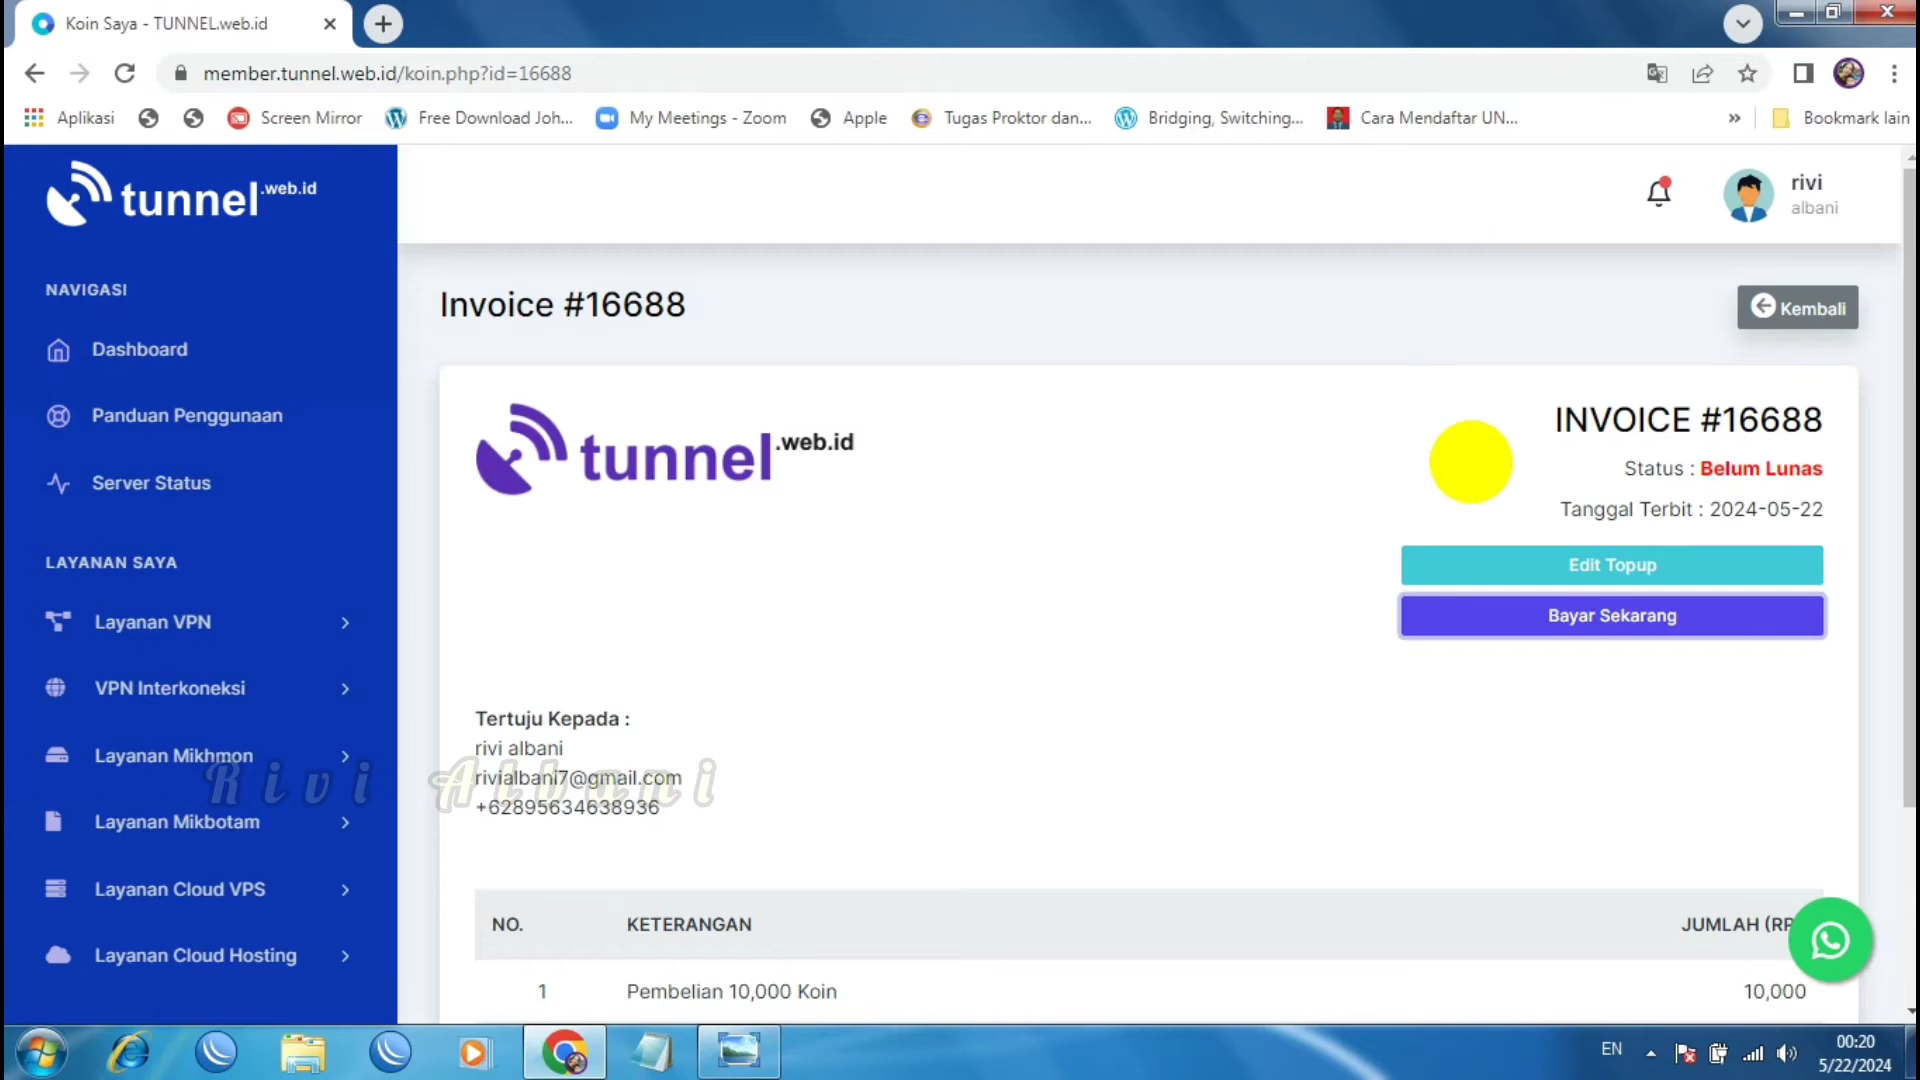 Koin Saya - TUNNEL.web.id
member.tunnel.web.id/koin.php?id=16688
Aplikasi
Screen Mirror
Free Download Joh...
My Meetings - Zoom
Apple
Tugas Proktor dan...
Bridging, Switching...
Cara Mendaftar UN...
»
Bookmark lain
tunnel.web.id
rivi
albani
NAVIGASI
Dashboard
Panduan Penggunaan
Server Status
LAYANAN SAYA
Layanan VPN
VPN Interkoneksi
Layanan Mikhmon
Layanan Mikbotam
Layanan Cloud VPS
Layanan Cloud Hosting
Invoice #16688
Kembali
tunnel.web.id
INVOICE #16688
Status : Belum Lunas
Tanggal Terbit : 2024-05-22
Edit Topup
Bayar Sekarang
Tertuju Kepada :
rivi albani
rivialbani7@gmail.com
+62895634638936
Rivi Albani
NO. KETERANGAN JUMLAH (RP
1 Pembelian 10,000 Koin 10,000
EN
00:20
5/22/2024